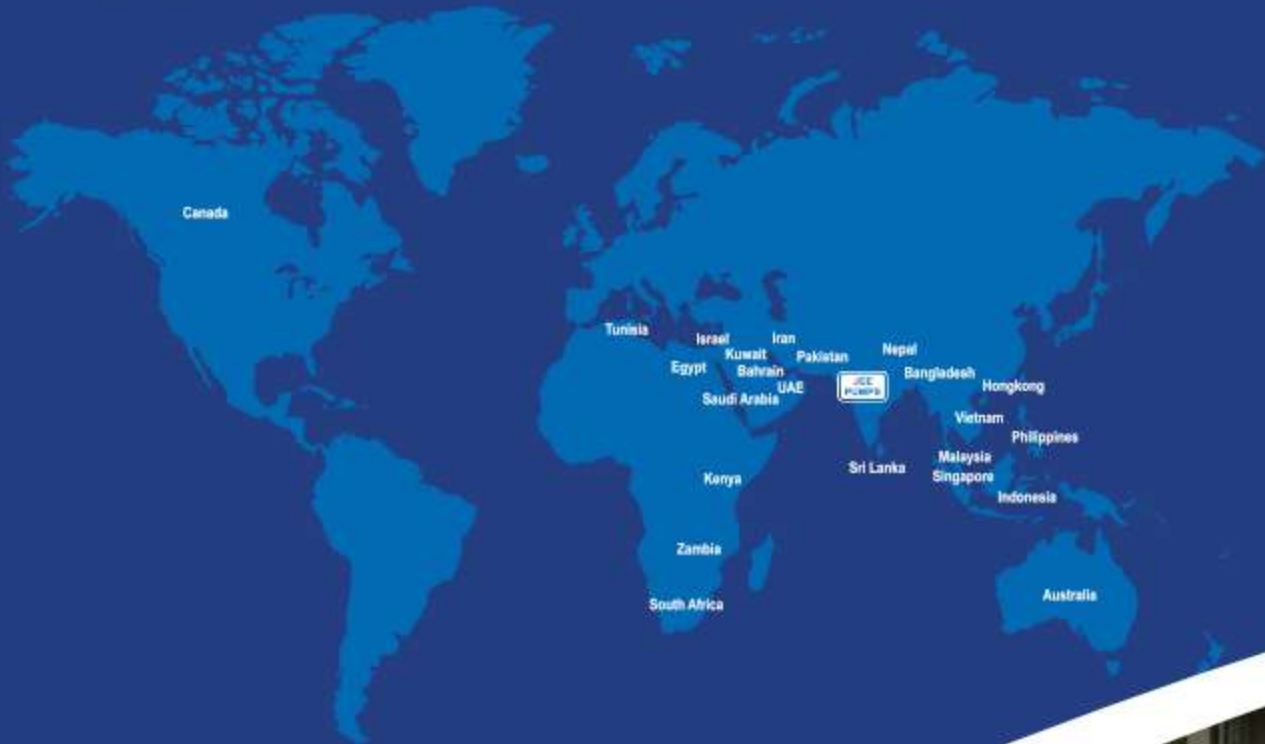 Canada
Tunisia
Israel
Iran
Kuwait
Pakistan
Nepal
Egypt
Bahrain
Bangladesh
UAE
JEE
PUMPS
Hongkong
Saudi Arabia
Vietnam
Philippines
Malaysia
Sri Lanka
Singapore
Kenya
Indonesia
Zambia
South Africa
Australia